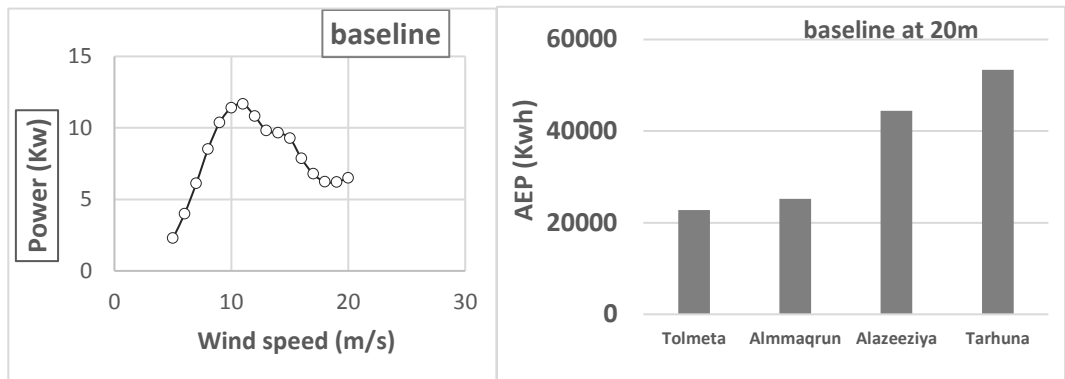 baseline
15
10
5
0
Power (Kw)
0 10 20 30
Wind speed (m/s)
baseline at 20m
60000
40000
20000
0
AEP (Kwh)
Tolmeta Almmaqrun Alazeeziya Tarhuna